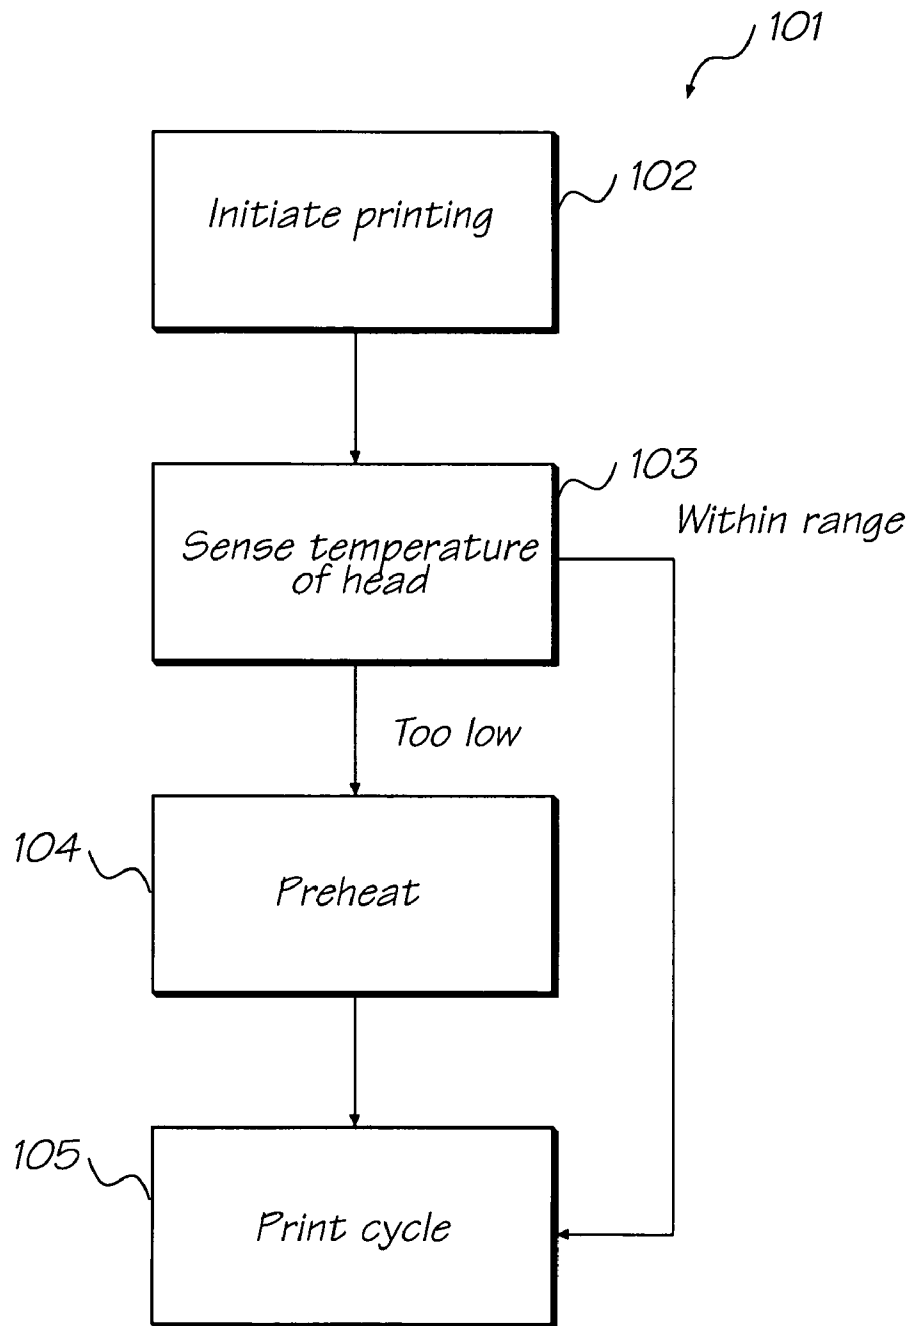 101
Initiate printing
102
103
Within range
Sense temperature
of head
Too low
104
Preheat
105
Print cycle